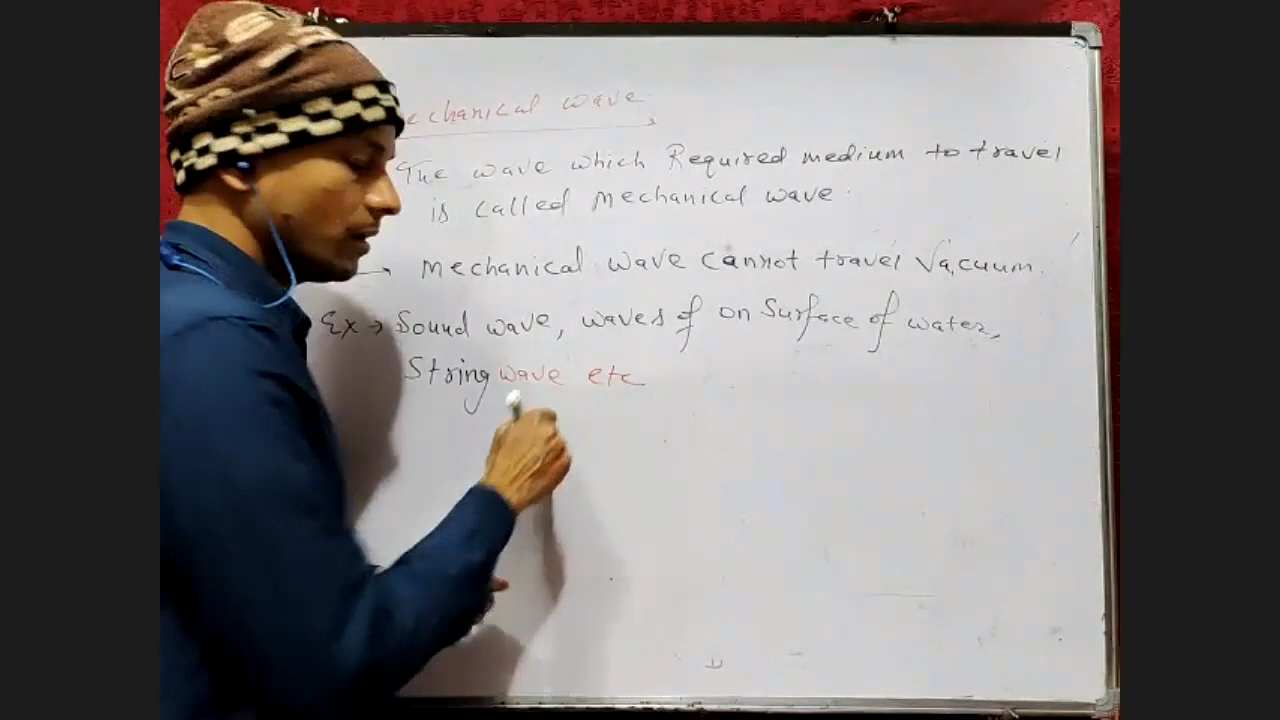 echanical wave
The wave which Required medium to travel
is called Mechanical wave.
→ Mechanical wave cannot travel Vacuum.
Ex → Sound wave, waves of on Surface of water,
String wave etc